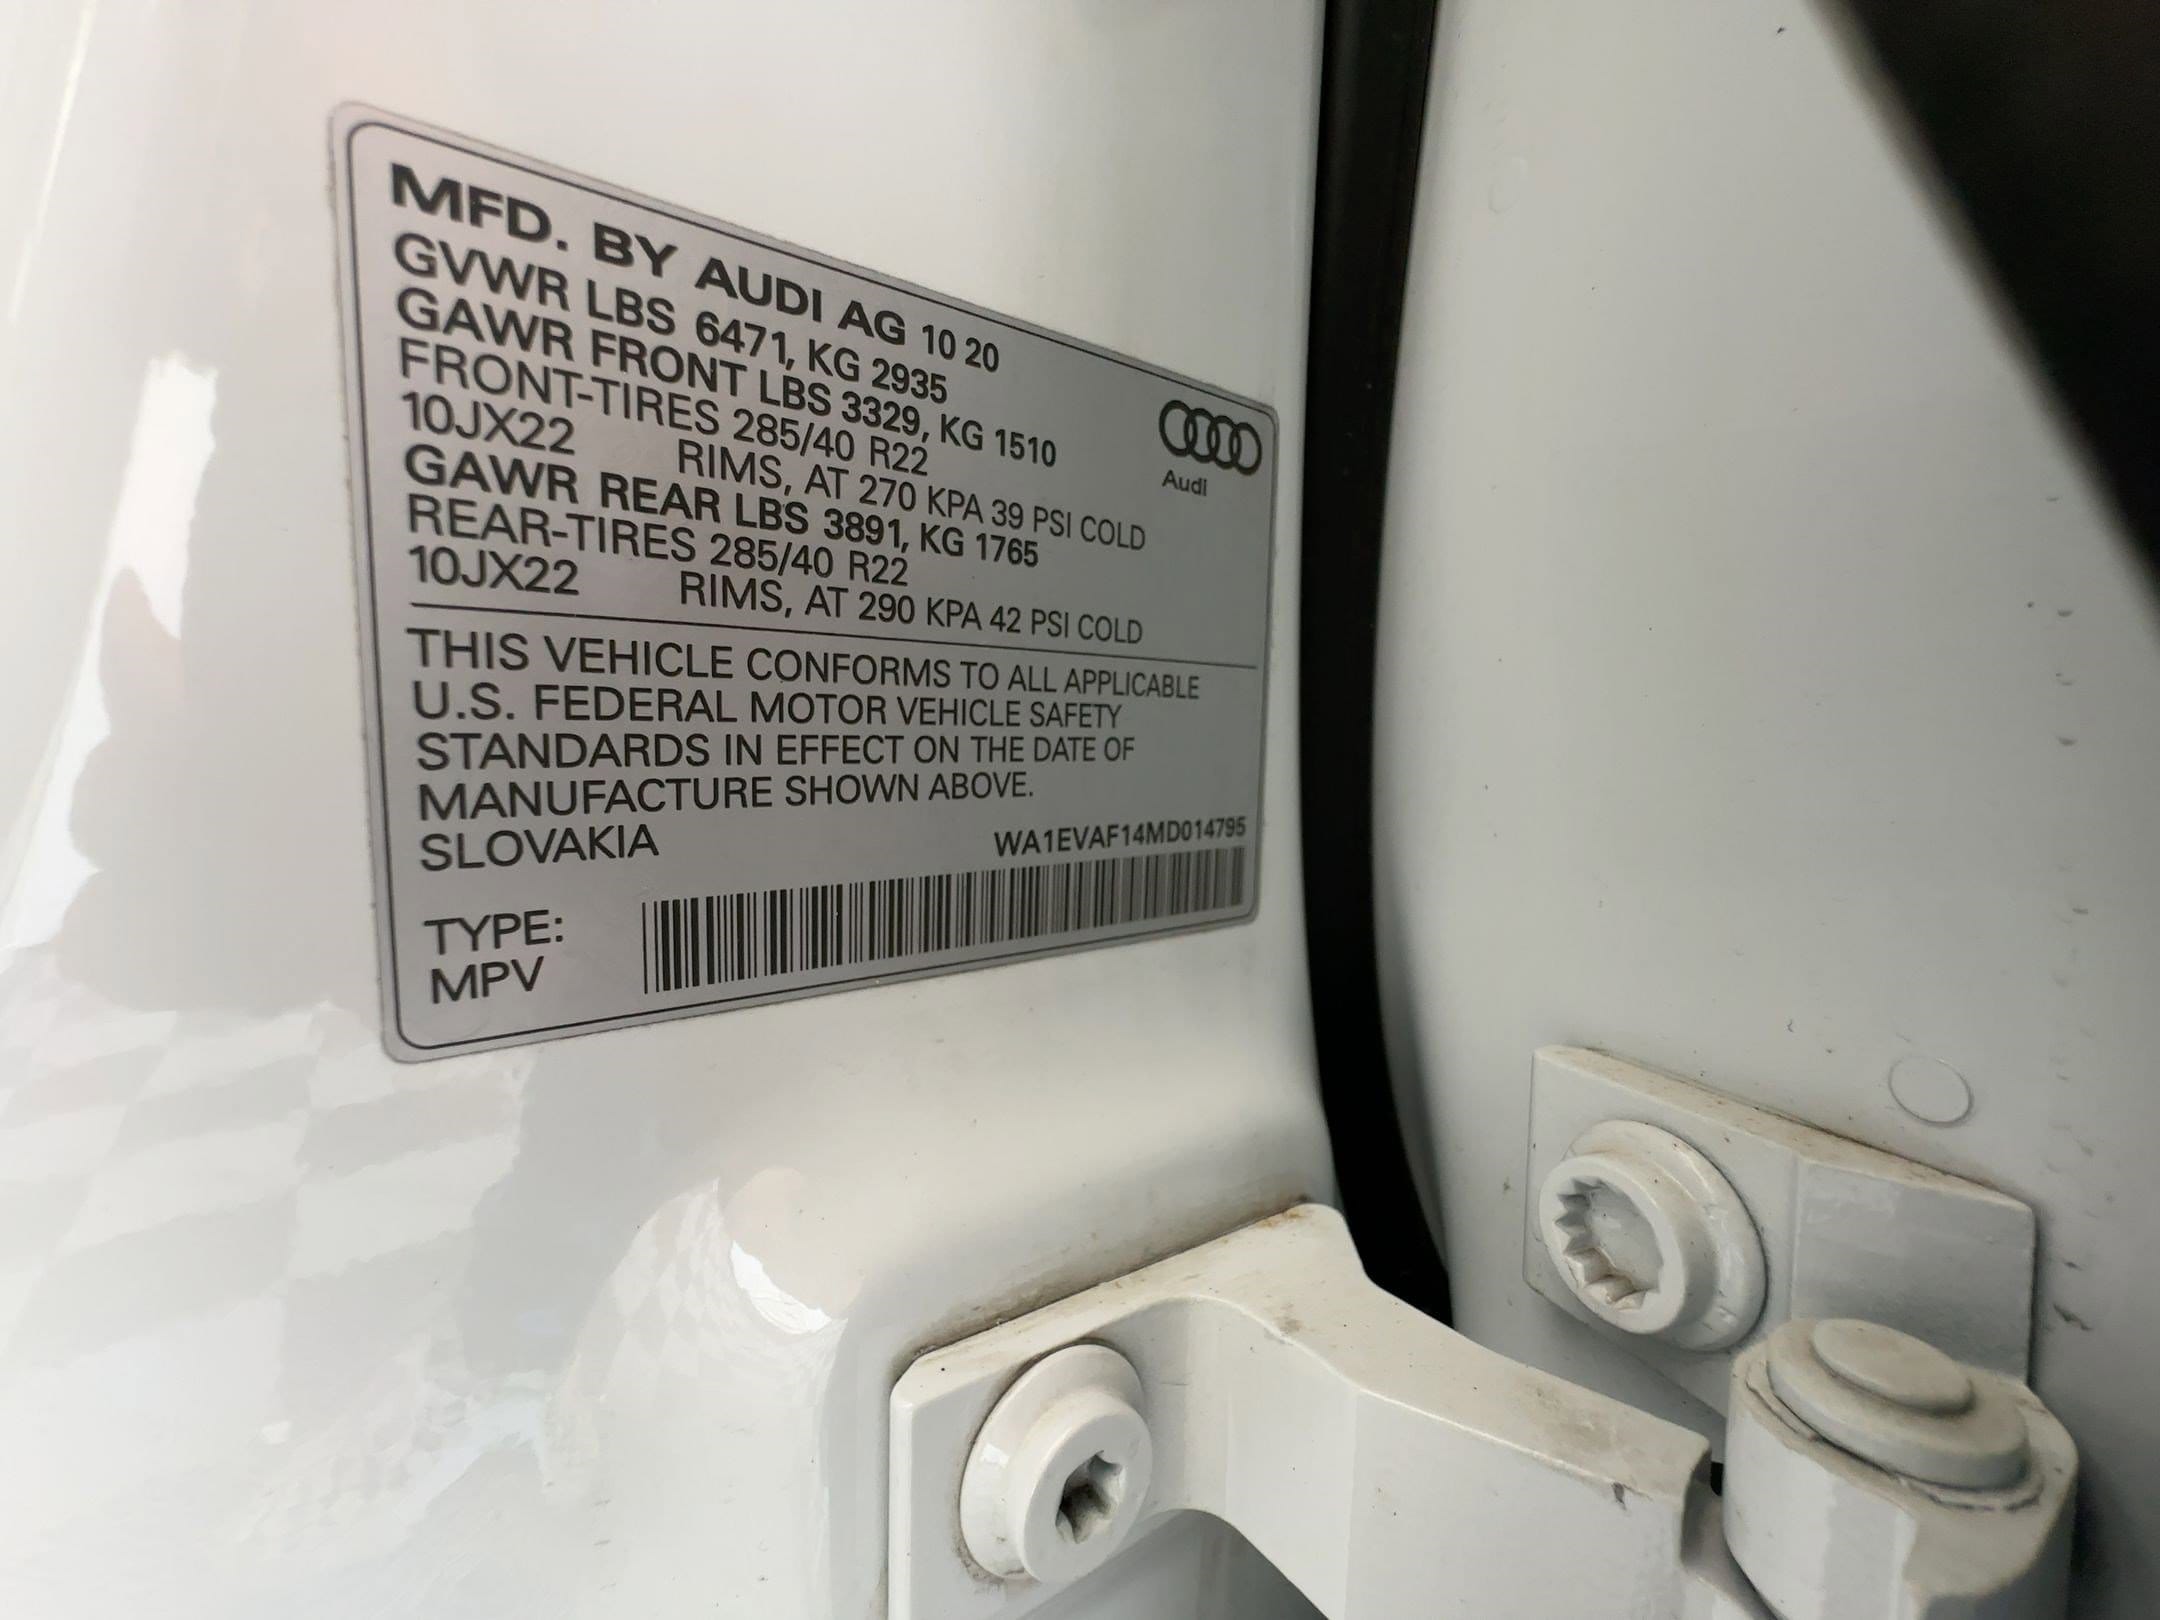 MFD. BY AUDI AG 10 20
GVWR LBS 6471, KG 2935
GAWR FRONT LBS 3329, KG 1510
FRONT-TIRES 285/40 R22
10JX22 RIMS, AT 270 KPA 39 PSI COLD
GAWR REAR LBS 3891, KG 1765
REAR-TIRES 285/40 R22
10JX22 RIMS, AT 290 KPA 42 PSI COLD
Audi
THIS VEHICLE CONFORMS TO ALL APPLICABLE
U.S. FEDERAL MOTOR VEHICLE SAFETY
STANDARDS IN EFFECT ON THE DATE OF
MANUFACTURE SHOWN ABOVE.
SLOVAKIA WA1EVAF14MD014795
TYPE:
MPV